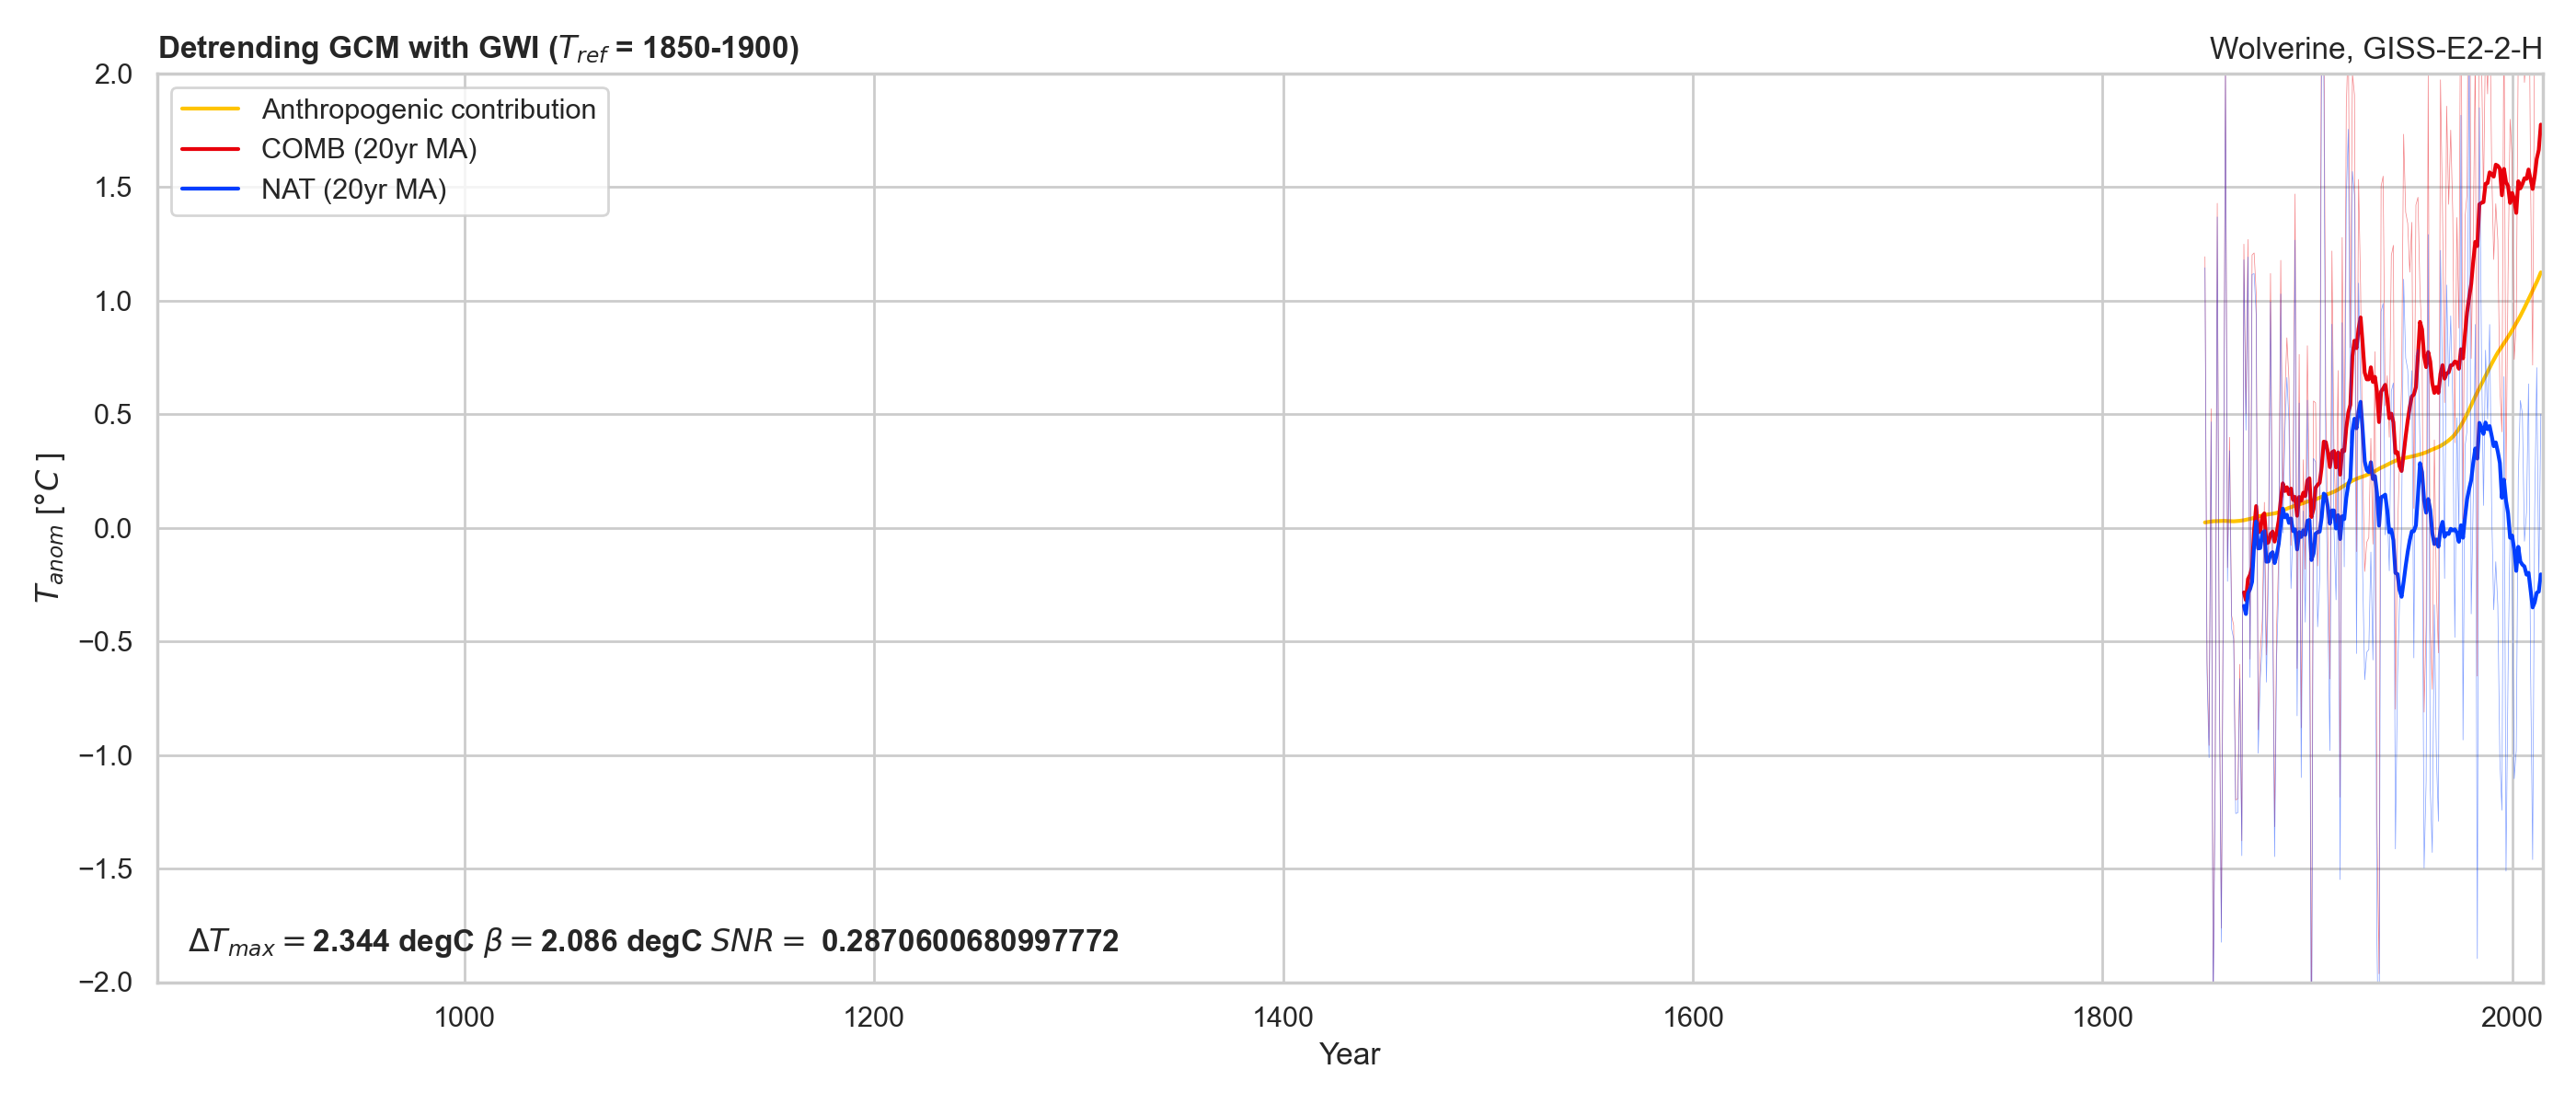 Detrending GCM with GWI (T_ref = 1850-1900)
Wolverine, GISS-E2-2-H
Anthropogenic contribution
COMB (20yr MA)
NAT (20yr MA)
2.0
1.5
1.0
0.5
0.0
−0.5
−1.0
−1.5
−2.0
T_anom [°C ]
ΔT_max = 2.344 degC β = 2.086 degC SNR = 0.2870600680997772
1000
1200
1400
1600
1800
2000
Year